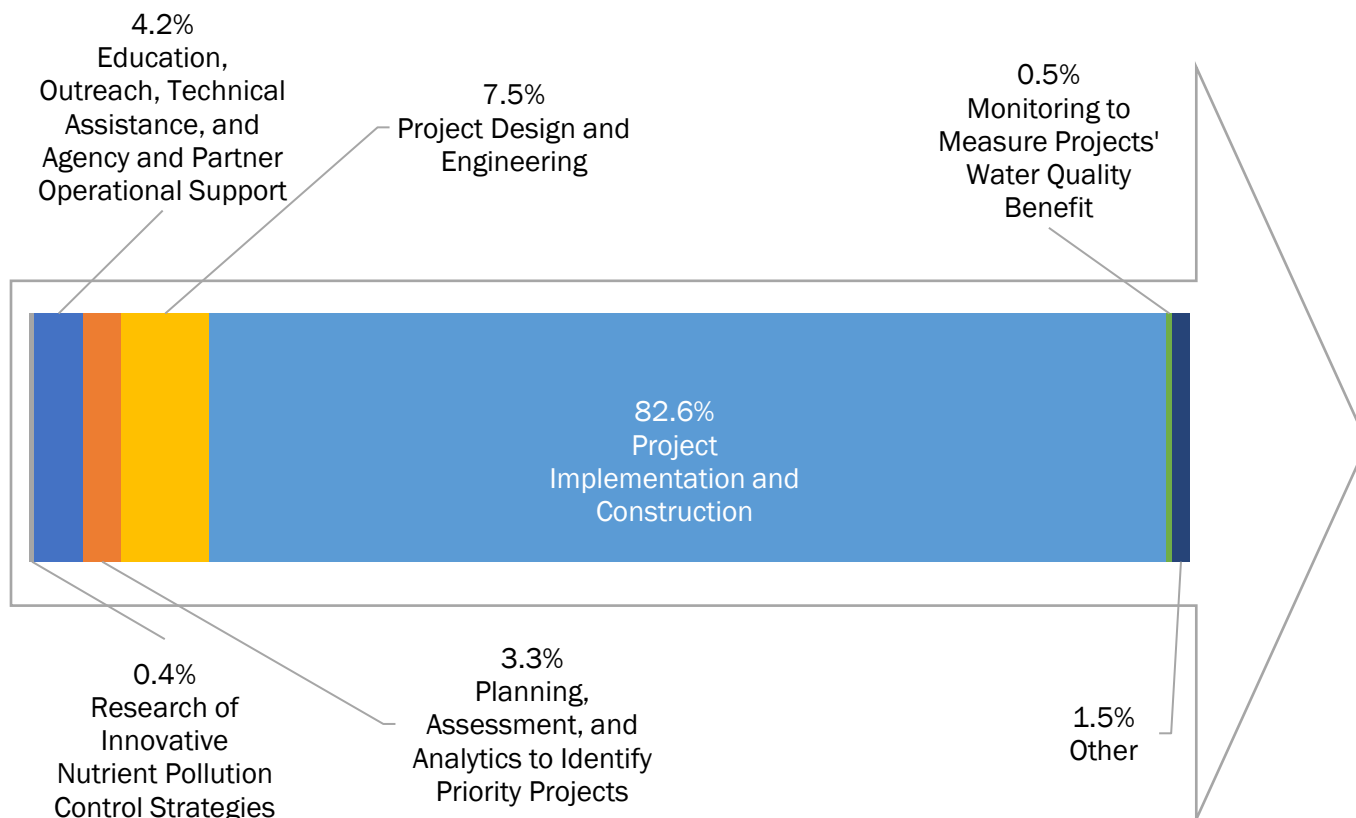 4.2%
Education,
Outreach, Technical
Assistance, and
Agency and Partner
Operational Support
7.5%
Project Design and
Engineering
0.5%
Monitoring to
Measure Projects'
Water Quality
Benefit
82.6%
Project
Implementation and
Construction
0.4%
Research of
Innovative
Nutrient Pollution
Control Strategies
3.3%
Planning,
Assessment, and
Analytics to Identify
Priority Projects
1.5%
Other